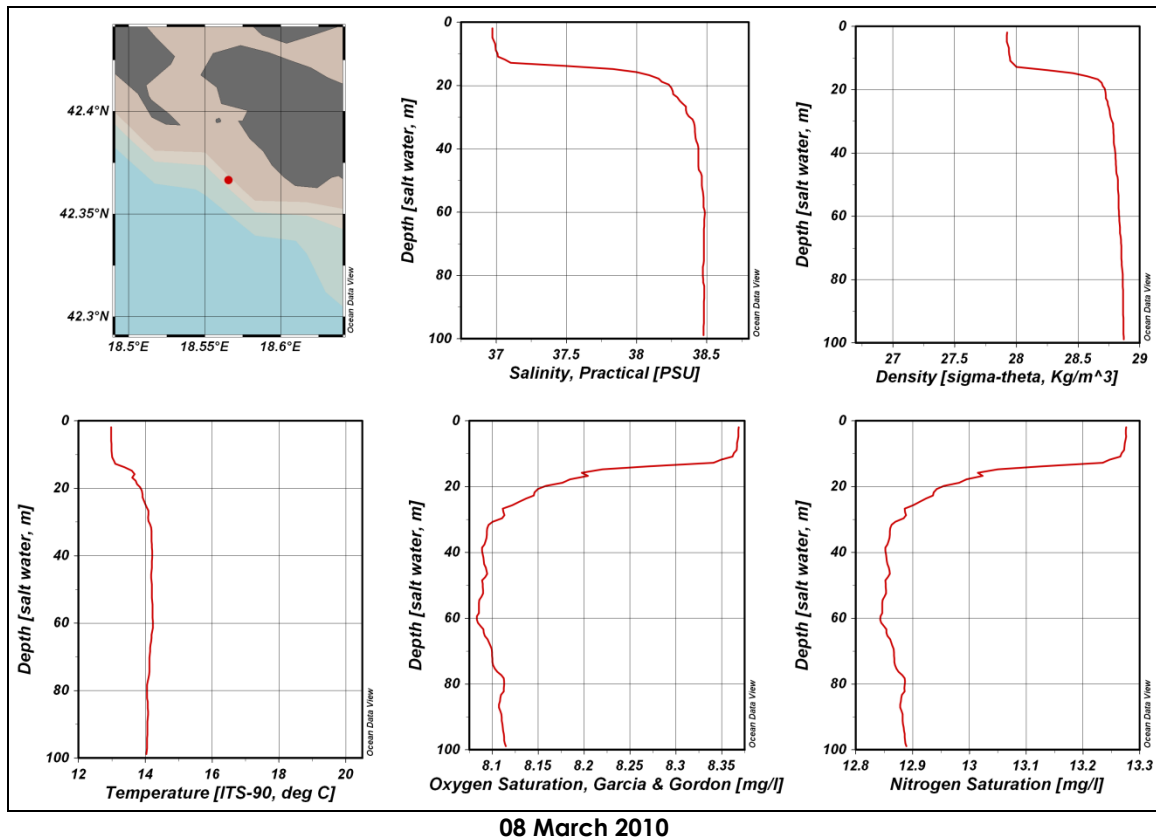 42.4°N
42.35°N
42.3°N
18.5°E 18.55°E 18.6°E
Ocean Data View
0
20
40
60
80
100
Depth [salt water, m]
37 37.5 38 38.5
Salinity, Practical [PSU]
0
20
40
60
80
100
Depth [salt water, m]
27 27.5 28 28.5 29
Density [sigma-theta, Kg/m^3]
Ocean Data View
Ocean Data View
0
20
40
60
80
100
Depth [salt water, m]
12 14 16 18 20
Temperature [ITS-90, deg C]
Ocean Data View
0
20
40
60
80
100
Depth [salt water, m]
8.1 8.15 8.2 8.25 8.3 8.35
Oxygen Saturation, Garcia & Gordon [mg/l]
Ocean Data View
0
20
40
60
80
100
Depth [salt water, m]
12.8 12.9 13 13.1 13.2 13.3
Nitrogen Saturation [mg/l]
Ocean Data View
08 March 2010